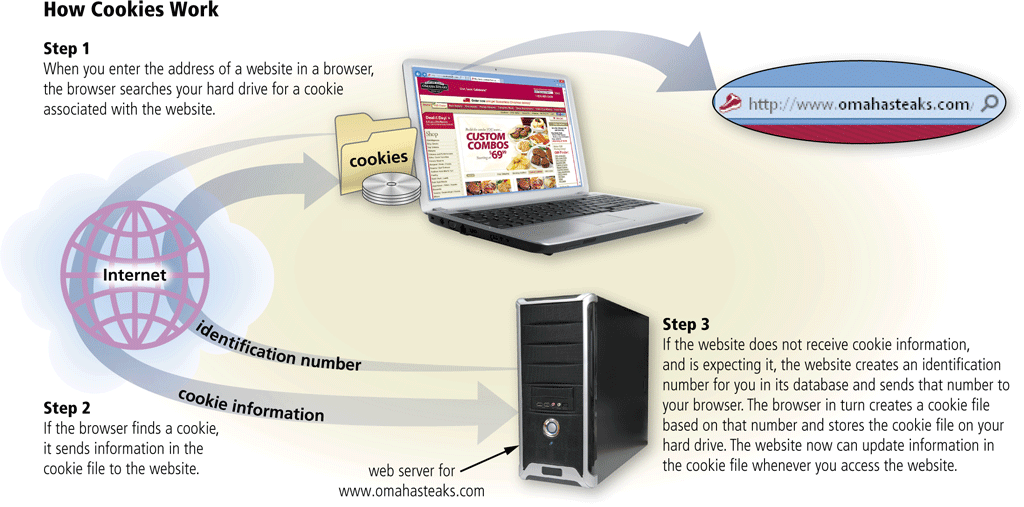 How Cookies Work
Step 1
When you enter the address of a website in a browser,
the browser searches your hard drive for a cookie
associated with the website.
cookies
OMAHA STEAKS
CUSTOM
COMBOS
$69
Shop
http://www.omahasteaks.com/
Internet
identification number
cookie information
Step 2
If the browser finds a cookie,
it sends information in the
cookie file to the website.
web server for
www.omahasteaks.com
Step 3
If the website does not receive cookie information,
and is expecting it, the website creates an identification
number for you in its database and sends that number to
your browser. The browser in turn creates a cookie file
based on that number and stores the cookie file on your
hard drive. The website now can update information in
the cookie file whenever you access the website.